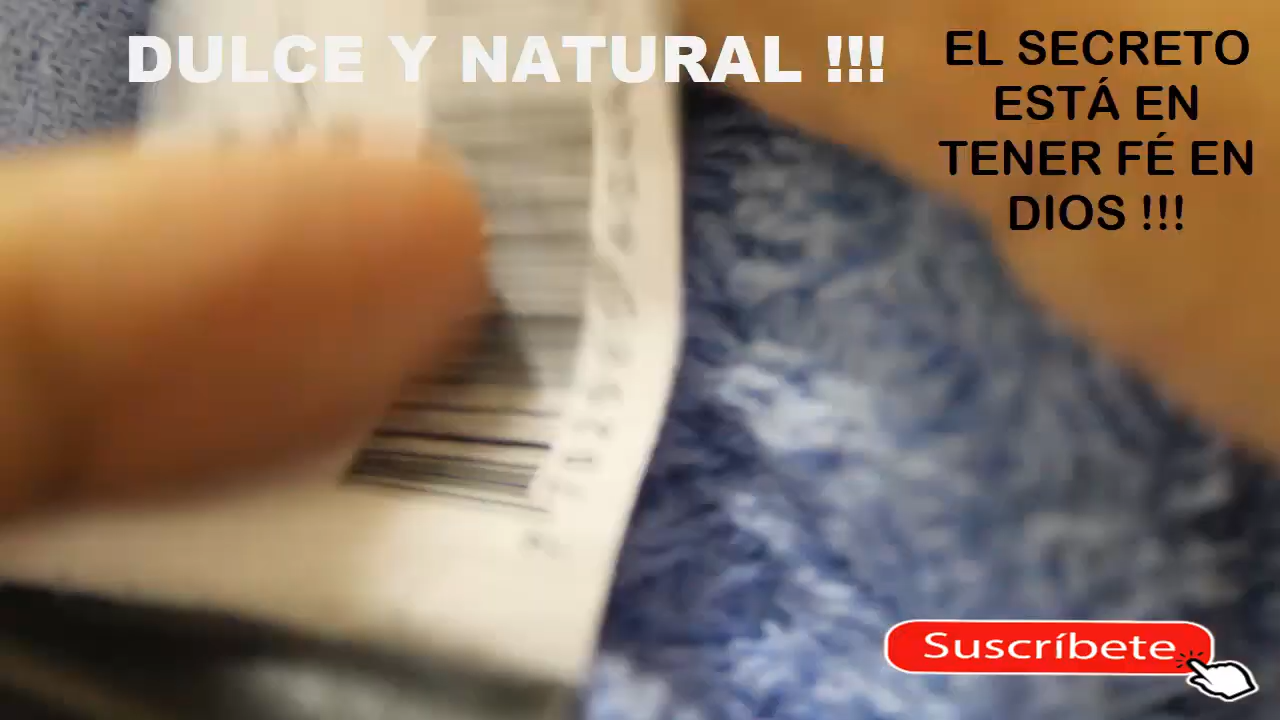 DULCE Y NATURAL !!!
EL SECRETO
ESTÁ EN
TENER FÉ EN
DIOS !!!
Suscríbete